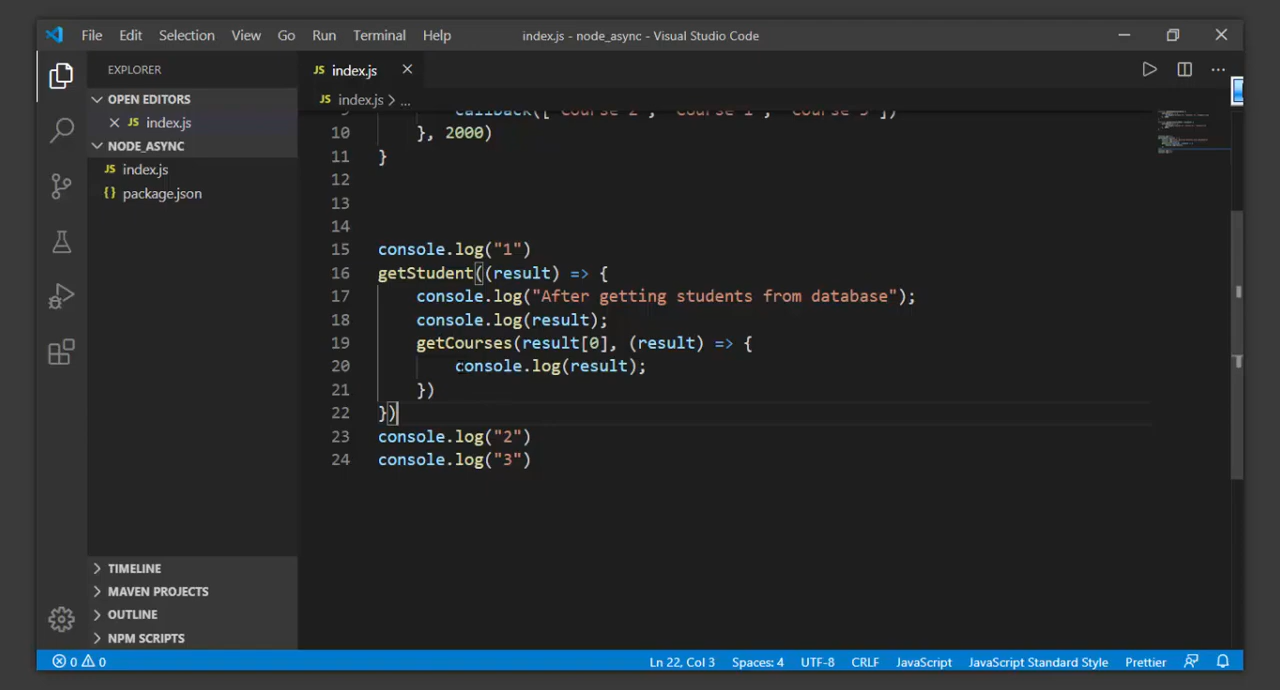 File Edit Selection View Go Run Terminal Help index.js - node_async - Visual Studio Code
EXPLORER
OPEN EDITORS
JS index.js
NODE_ASYNC
JS index.js
{} package.json
TIMELINE
MAVEN PROJECTS
OUTLINE
NPM SCRIPTS
JS index.js
JS index.js > ...
10 }, 2000)
11 }
12
13
14
15 console.log("1")
16 getStudent((result) => {
17 console.log("After getting students from database");
18 console.log(result);
19 getCourses(result[0], (result) => {
20 console.log(result);
21 })
22 })
23 console.log("2")
24 console.log("3")
0 0 Ln 22, Col 3 Spaces: 4 UTF-8 CRLF JavaScript JavaScript Standard Style Prettier